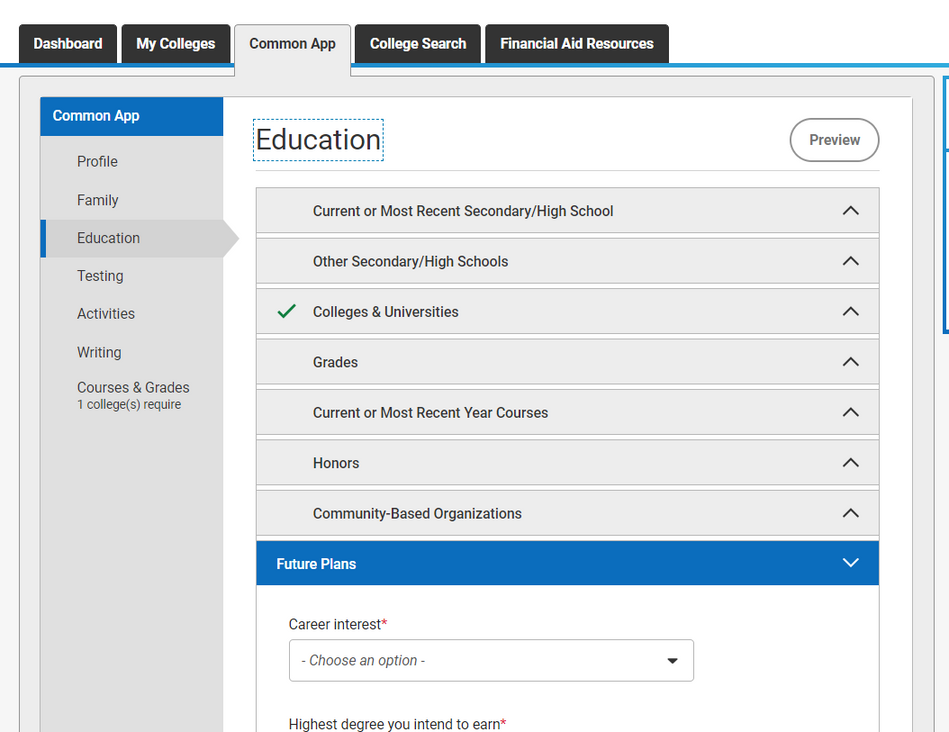 Dashboard
My Colleges
Common App
College Search
Financial Aid Resources
Common App
Profile
Family
Education
Testing
Activities
Writing
Courses & Grades
1 college(s) require
Education
Preview
Current or Most Recent Secondary/High School
Other Secondary/High Schools
Colleges & Universities
Grades
Current or Most Recent Year Courses
Honors
Community-Based Organizations
Future Plans
Career interest*
- Choose an option -
Highest degree you intend to earn*